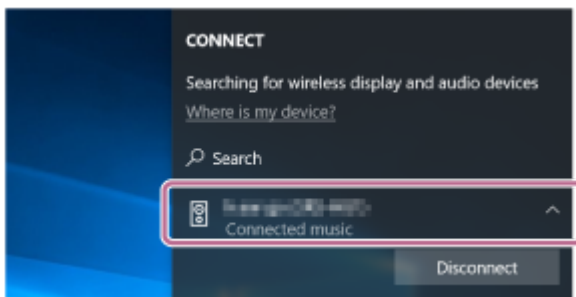 CONNECT
Searching for wireless display and audio devices
Where is my device?
Search
Connected music
Disconnect